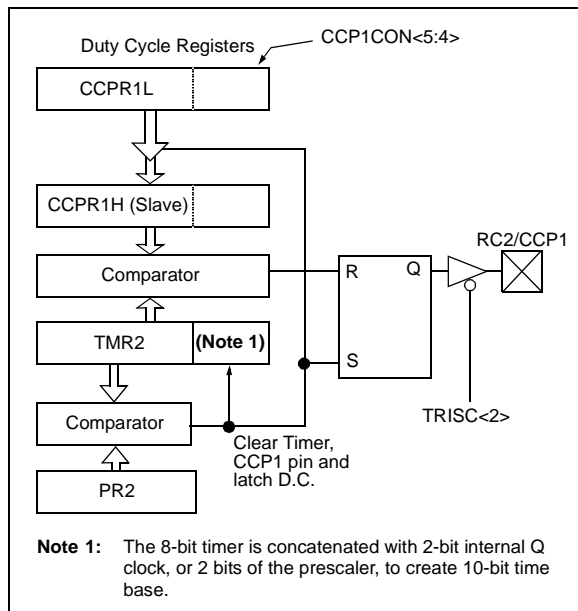 Duty Cycle Registers
CCP1CON<5:4>
CCPR1L
CCPR1H (Slave)
Comparator
TMR2
(Note 1)
Comparator
PR2
R
Q
S
RC2/CCP1
TRISC<2>
Clear Timer,
CCP1 pin and
latch D.C.
Note 1: The 8-bit timer is concatenated with 2-bit internal Q
clock, or 2 bits of the prescaler, to create 10-bit time
base.